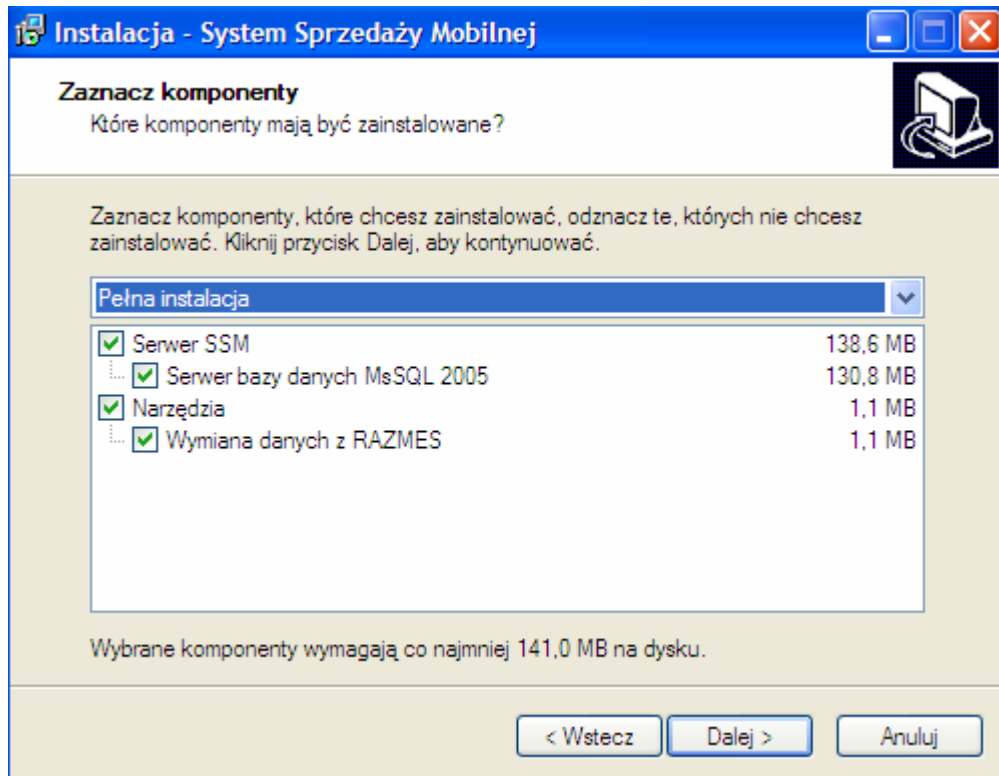 Instalacja - System Sprzedaży Mobilnej
Zaznacz komponenty
Które komponenty mają być zainstalowane?
Zaznacz komponenty, które chcesz zainstalować, odznacz te, których nie chcesz
zainstalować. Kliknij przycisk Dalej, aby kontynuować.
Pełna instalacja
Serwer SSM 138,6 MB
Serwer bazy danych MsSQL 2005 130,8 MB
Narzędzia 1,1 MB
Wymiana danych z RAZMES 1,1 MB
Wybrane komponenty wymagają co najmniej 141,0 MB na dysku.
< Wstecz Dalej > Anuluj